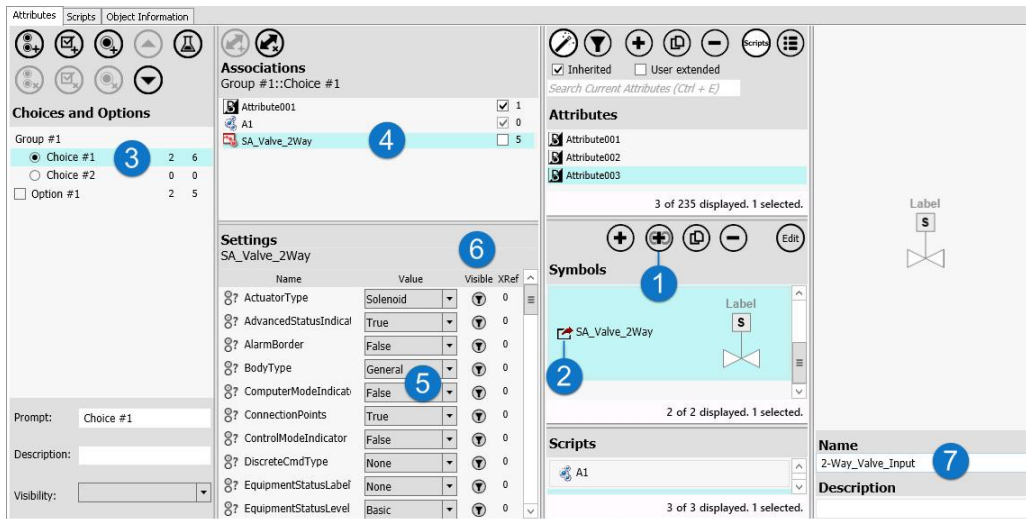 Attributes Scripts Object Information
Choices and Options
Group #1
Choice #1 2 6
Choice #2 0 0
Option #1 2 5
3
Prompt: Choice #1
Description:
Visibility:
Associations
Group #1::Choice #1
Attribute001 1
A1 0
SA_Valve_2Way 5
4
Settings
SA_Valve_2Way
6
Name Value Visible XRef
ActuatorType Solenoid 0
AdvancedStatusIndicat True 0
AlarmBorder False 0
BodyType General 0
5
ComputerModeIndicati False 0
ConnectionPoints True 0
ControlModeIndicator False 0
DiscreteCmdType None 0
EquipmentStatusLabel None 0
EquipmentStatusLevel Basic 0
Scripts
Inherited User extended
Search Current Attributes (Ctrl + E)
Attributes
Attribute001
Attribute002
Attribute003
3 of 235 displayed. 1 selected.
Edit
1
Symbols
Label
S
SA_Valve_2Way
2
2 of 2 displayed. 1 selected.
Scripts
A1
3 of 3 displayed. 1 selected.
Label
S
Name
2-Way_Valve_Input
7
Description